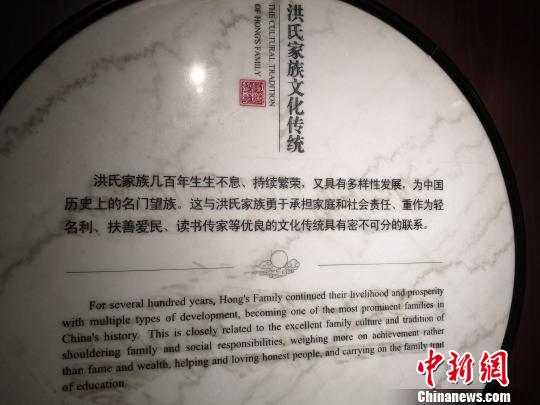 洪氏家族文化传统
THE CULTURAL TRADITION
OF HONG'S FAMILY
洪氏家族几百年生生不息、持续繁荣，又具有多样性发展，为中国
历史上的名门望族。这与洪氏家族勇于承担家庭和社会责任、重作为轻
名利、扶善爱民、读书传家等优良的文化传统具有密不可分的联系。
For several hundred years, Hong's Family continued their livelihood and prosperity
with multiple types of development, becoming one of the most prominent families in
China's history. This is closely related to the excellent family culture and tradition of
shouldering family and social responsibilities, weighing more on achievement rather
than fame and wealth, helping and loving honest people, and carrying on the family trait
of education.
中新网
Chinanews.com